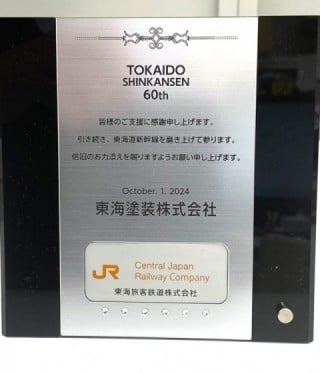 TOKAIDO
SHINKANSEN
60th
皆様のご支援に感謝申し上げます。
引き続き、東海道新幹線を磨き上げて参ります。
倍旧のお力添えを賜りますようお願い申し上げます。
October, 1, 2024
東海塗装株式会社
JR Central Japan
Railway Company
東海旅客鉄道株式会社